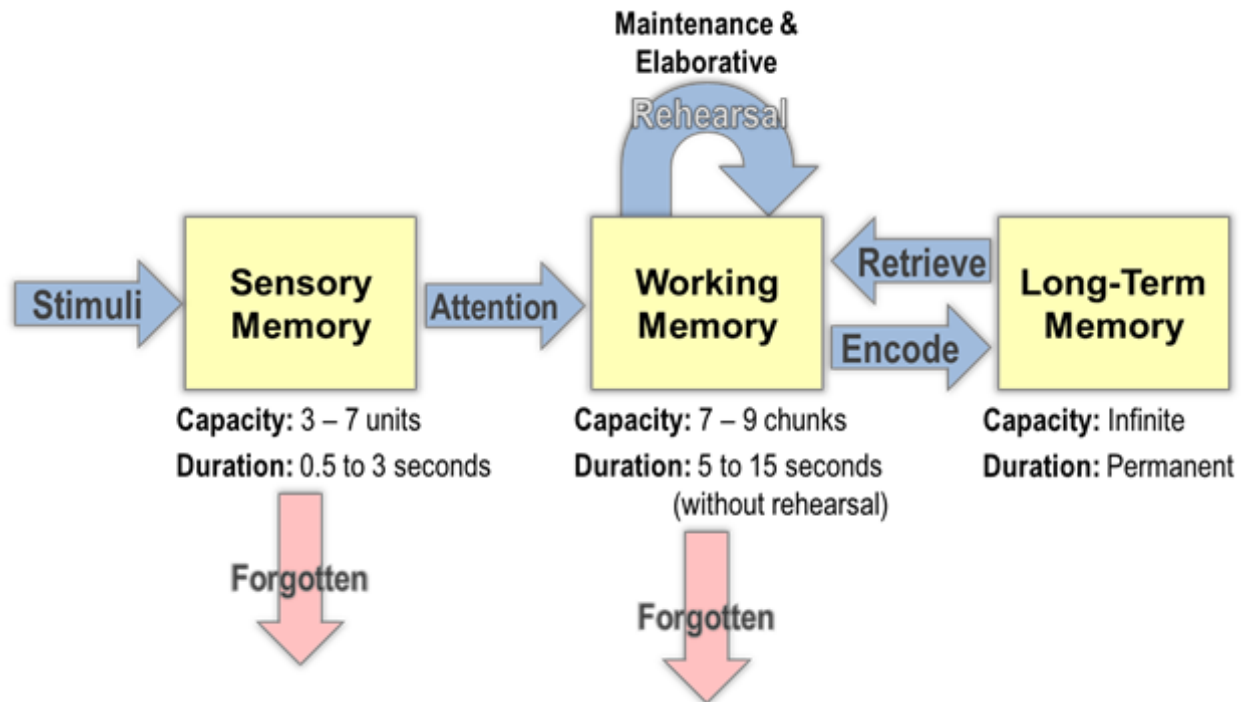 Maintenance &
Elaborative
Rehearsal
Stimuli
Sensory
Memory
Attention
Working
Memory
Retrieve
Encode
Long-Term
Memory
Capacity: 3 – 7 units
Duration: 0.5 to 3 seconds
Forgotten
Capacity: 7 – 9 chunks
Duration: 5 to 15 seconds
(without rehearsal)
Forgotten
Capacity: Infinite
Duration: Permanent